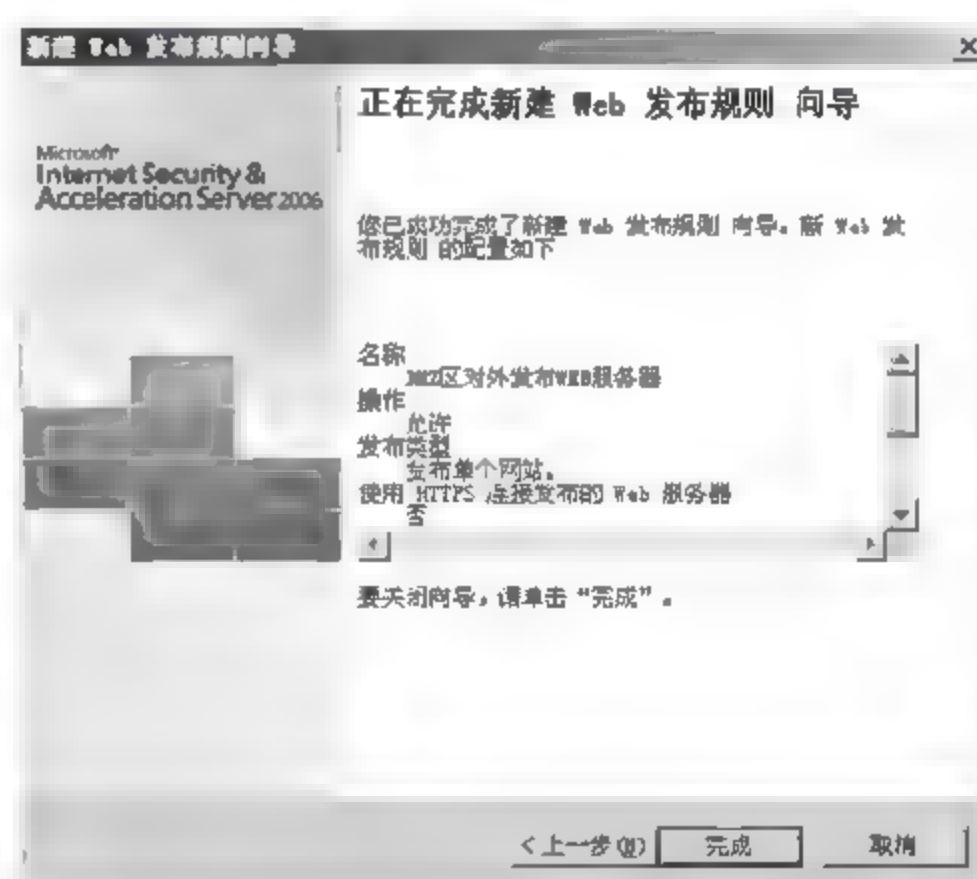 新建 Web 发布规则向导
正在完成新建 Web 发布规则 向导
Microsoft
Internet Security &
Acceleration Server 2006
您已成功完成了新建 Web 发布规则 向导。新 Web 发
布规则 的配置如下
名称
DMZ区对外发布WEB服务器
操作
允许
发布类型
发布单个网站。
使用 HTTPS 连接发布的 Web 服务器
否
要关闭向导，请单击“完成”。
<上一步(B)
完成
取消